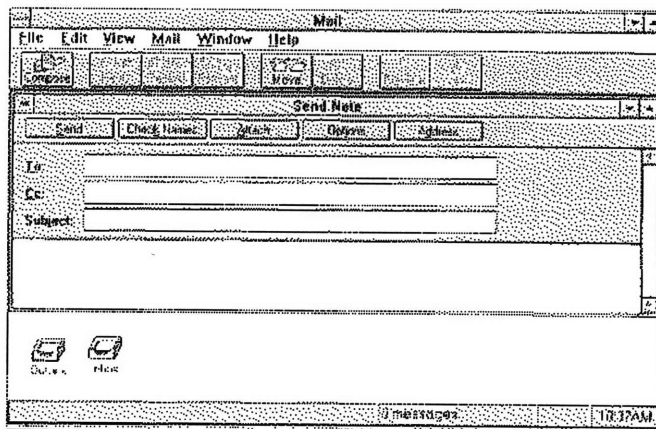 Mail
File Edit View Mail Window Help
Compose Move
Send Note
Send Check Names Attach Options Address
To:
Cc:
Subject:
Inbox
0 messages 10:37AM